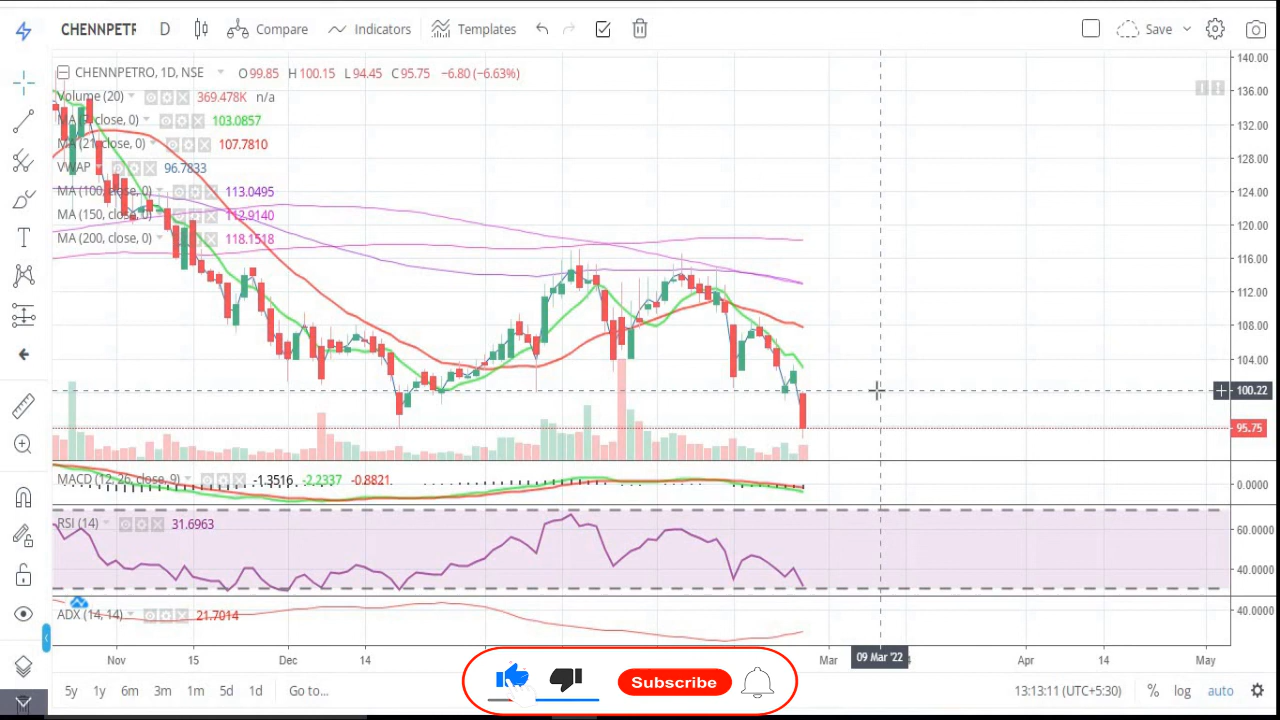 CHENNPETR D Compare Indicators Templates Save
CHENNPETRO, 1D, NSE O99.85 H100.15 L94.45 C95.75 −6.80 (−6.63%)
Volume (20) 369.478K n/a
close, 0) 103.0857
MA (21, close, 0) 107.7810
VWAP 96.7833
MA (100, close, 0) 113.0495
MA (150, close, 0) 112.9140
MA (200, close, 0) 118.1518
140.00
136.00
132.00
128.00
124.00
120.00
116.00
112.00
108.00
104.00
100.22
95.75
MACD (12, 26, close, 9) -1.3516 -2.2337 -0.8821
0.0000
RSI (14) 31.6963
60.0000
40.0000
ADX (14, 14) 21.7014
40.0000
Nov 15 Dec 14 Mar 09 Mar '22 Apr 14 May
5y 1y 6m 3m 1m 5d 1d Go to... Subscribe 13:13:11 (UTC+5:30) % log auto